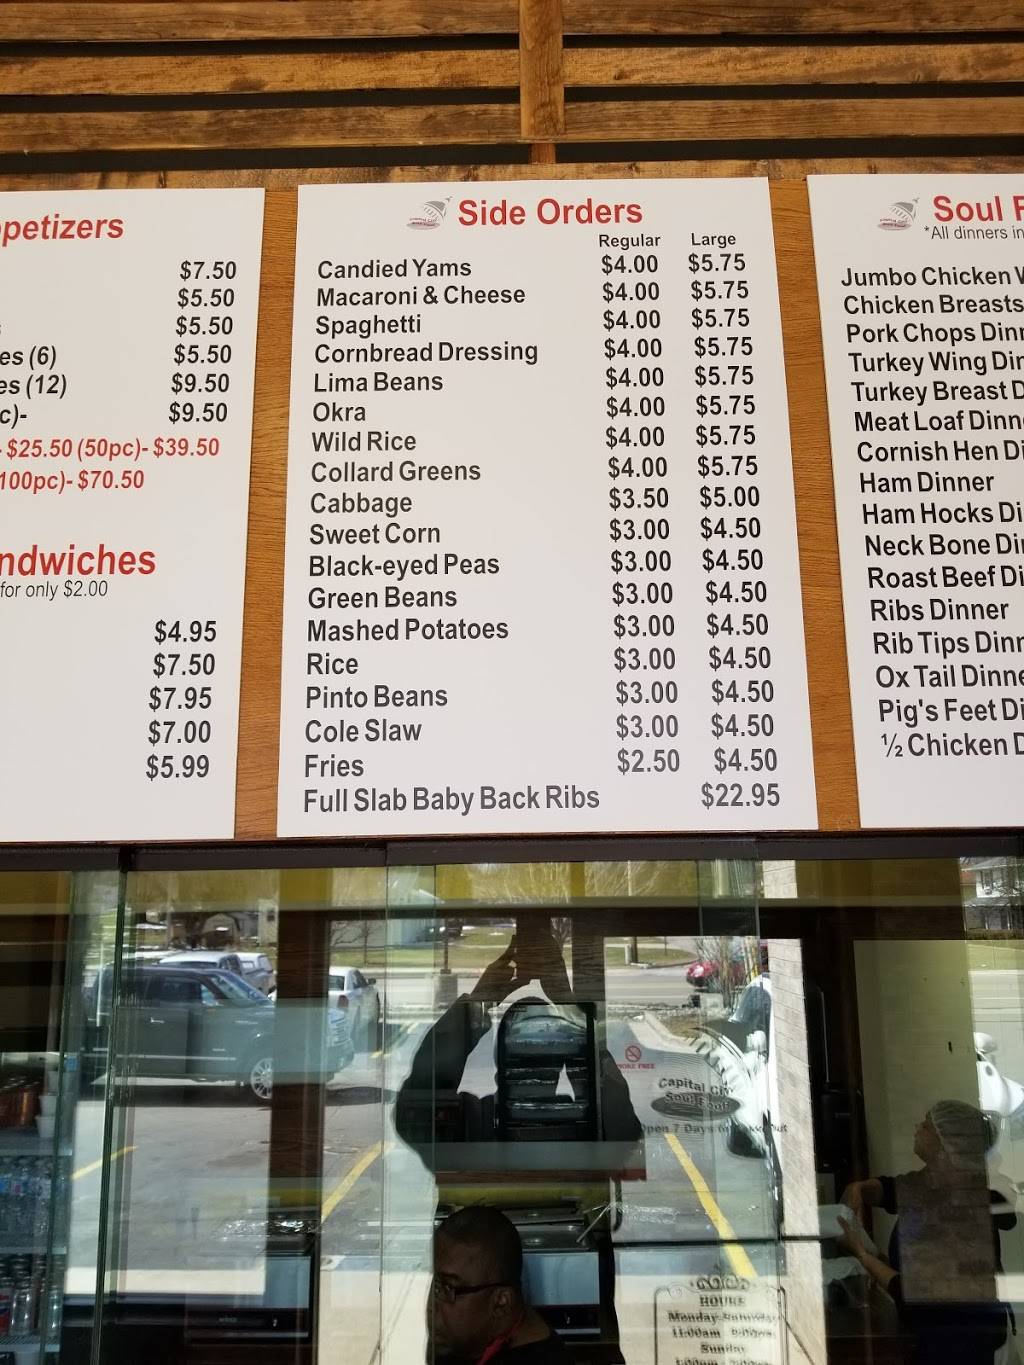 petizers
$7.50
$5.50
$5.50
es (6) $5.50
es (12) $9.50
c)- $9.50
- $25.50 (50pc)- $39.50
100pc)- $70.50
ndwiches
for only $2.00
$4.95
$7.50
$7.95
$7.00
$5.99
Side Orders
Regular Large
Candied Yams $4.00 $5.75
Macaroni & Cheese $4.00 $5.75
Spaghetti $4.00 $5.75
Cornbread Dressing $4.00 $5.75
Lima Beans $4.00 $5.75
Okra $4.00 $5.75
Wild Rice $4.00 $5.75
Collard Greens $4.00 $5.75
Cabbage $3.50 $5.00
Sweet Corn $3.00 $4.50
Black-eyed Peas $3.00 $4.50
Green Beans $3.00 $4.50
Mashed Potatoes $3.00 $4.50
Rice $3.00 $4.50
Pinto Beans $3.00 $4.50
Cole Slaw $3.00 $4.50
Fries $2.50 $4.50
Full Slab Baby Back Ribs $22.95
Soul F
*All dinners in
Jumbo Chicken W
Chicken Breasts
Pork Chops Dinn
Turkey Wing Din
Turkey Breast D
Meat Loaf Dinne
Cornish Hen Di
Ham Dinner
Ham Hocks Di
Neck Bone Din
Roast Beef Di
Ribs Dinner
Rib Tips Dinn
Ox Tail Dinne
Pig's Feet Di
½ Chicken D
Capital City
Soul Food
Open 7 Days
HOURS
Monday-Saturday
11:00am
Sunday